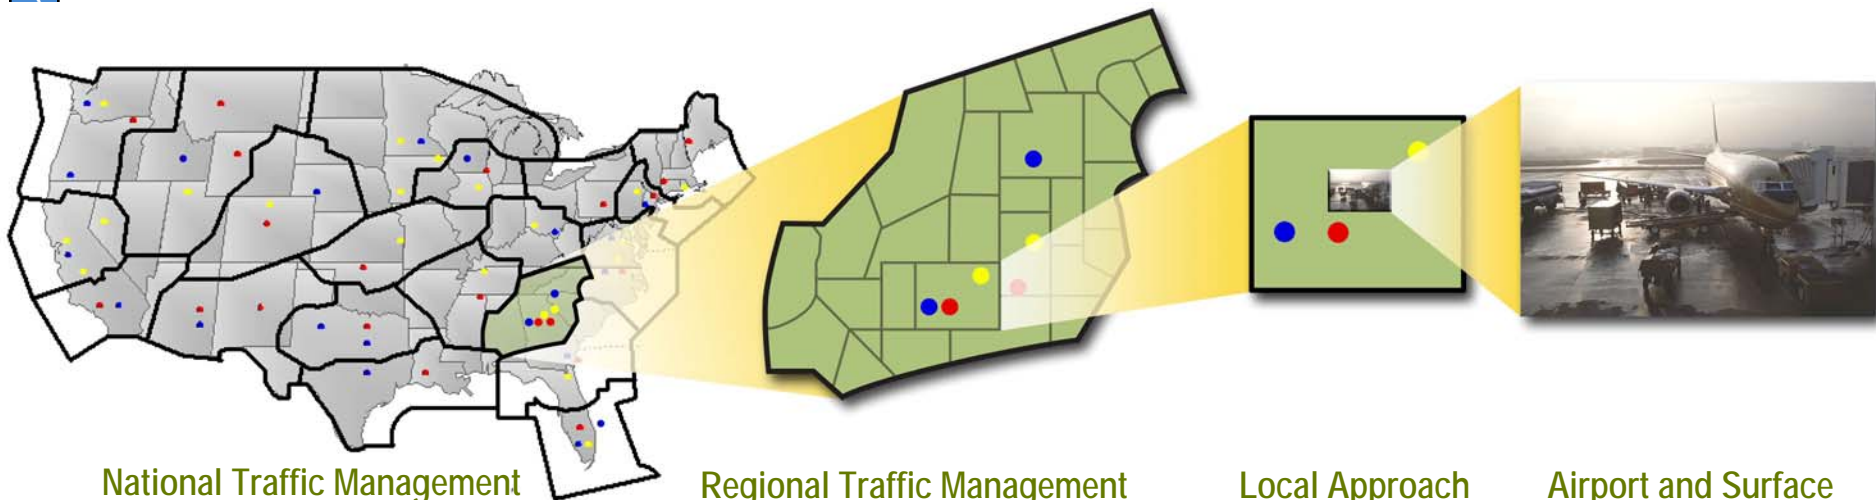 National Traffic Management
Regional Traffic Management
Local Approach
Airport and Surface